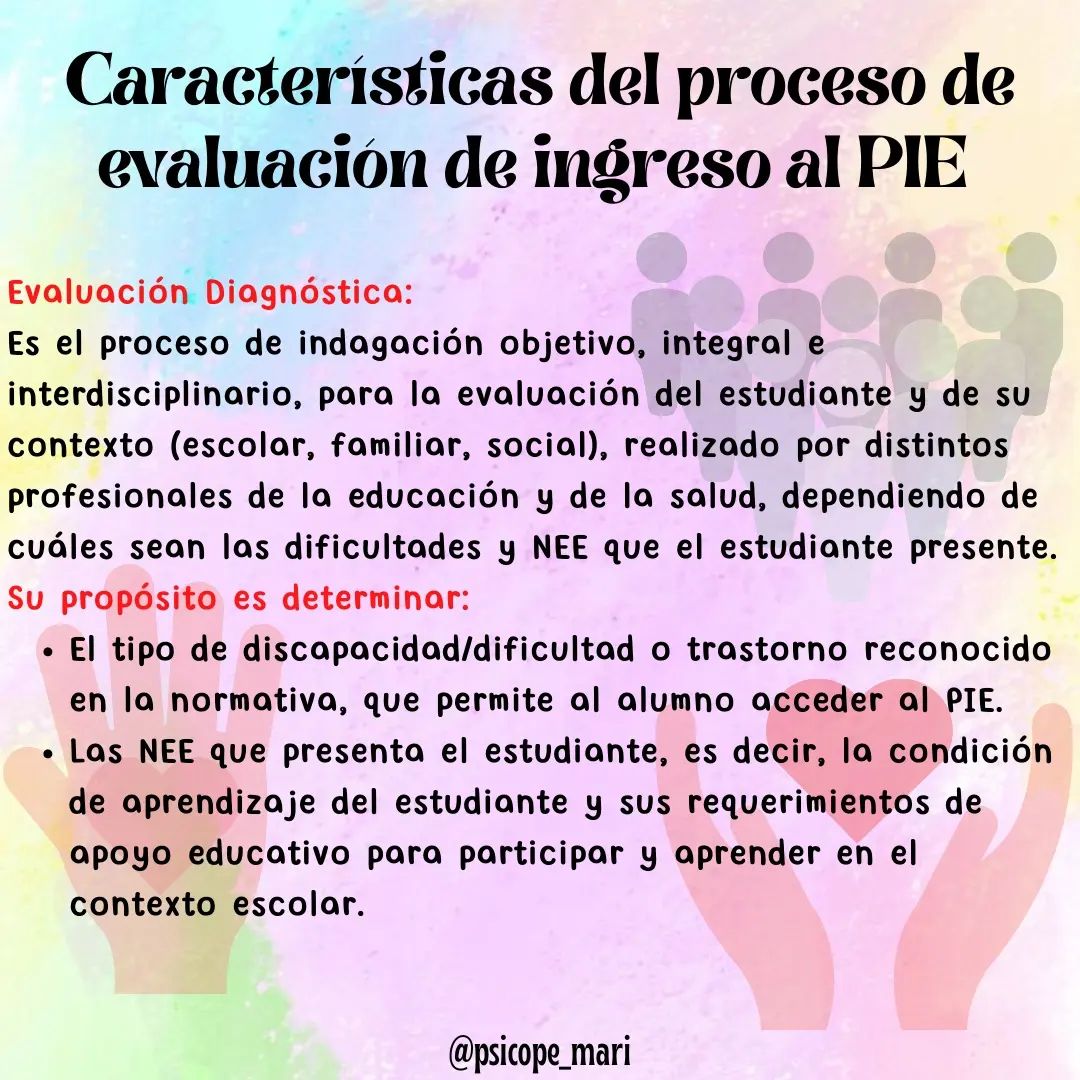 Características del proceso de
evaluación de ingreso al PIE
Evaluación Diagnóstica:
Es el proceso de indagación objetivo, integral e
interdisciplinario, para la evaluación del estudiante y de su
contexto (escolar, familiar, social), realizado por distintos
profesionales de la educación y de la salud, dependiendo de
cuáles sean las dificultades y NEE que el estudiante presente.
Su propósito es determinar:
• El tipo de discapacidad/dificultad o trastorno reconocido
en la normativa, que permite al alumno acceder al PIE.
• Las NEE que presenta el estudiante, es decir, la condición
de aprendizaje del estudiante y sus requerimientos de
apoyo educativo para participar y aprender en el
contexto escolar.
@psicope_mari